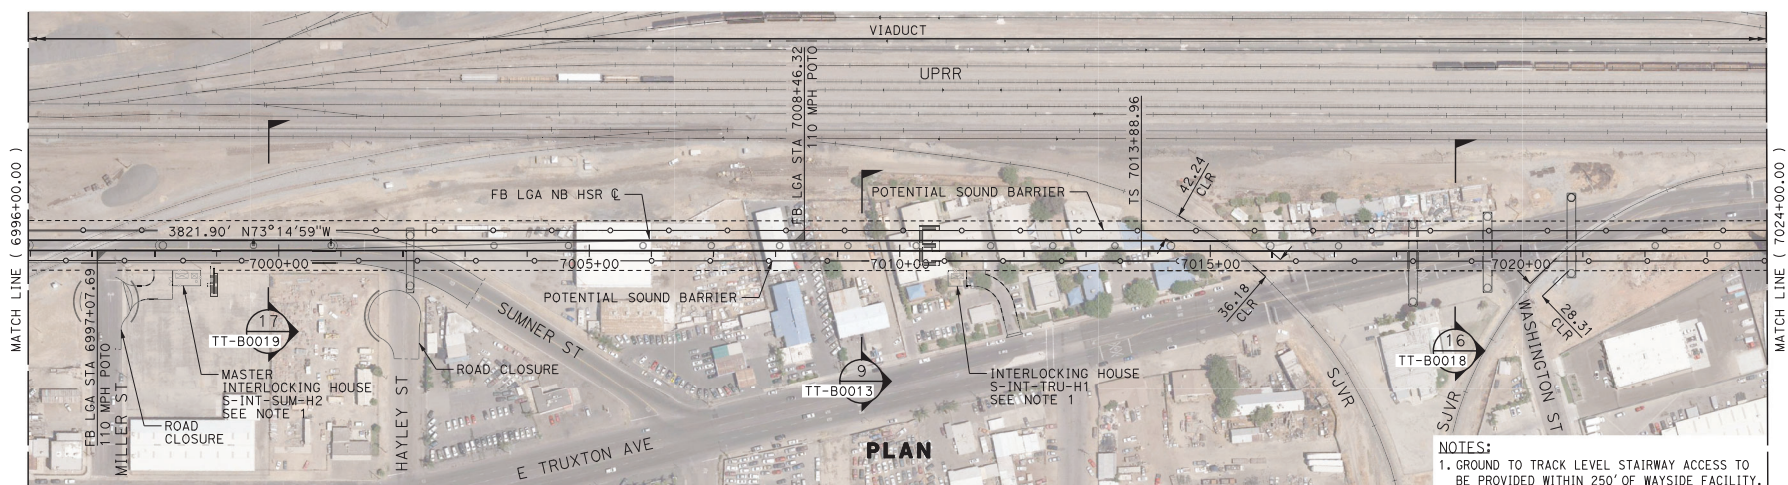 VIADUCT
UPRR
MATCH LINE ( 6996+00.00 )
MATCH LINE ( 7024+00.00 )
FB LGA STA 7008+46.32
110 MPH POTO
TS 7013+88.96
42.24
CLR
FB LGA NB HSR ℄
POTENTIAL SOUND BARRIER
3821.90' N73°14'59"W
7000+00
7005+00
7010+00
7015+00
7020+00
POTENTIAL SOUND BARRIER
FB LGA STA 6997+07.69
110 MPH POTO
MILLER ST
17
TT-B0019
MASTER
INTERLOCKING HOUSE
S-INT-SUM-H2
SEE NOTE 1
ROAD
CLOSURE
HAYLEY ST
ROAD CLOSURE
SUMNER ST
E TRUXTON AVE
9
TT-B0013
INTERLOCKING HOUSE
S-INT-TRU-H1
SEE NOTE 1
36.18
CLR
SJVR
16
TT-B0018
SJVR
WASHINGTON ST
28.31
CLR
PLAN
NOTES:
1. GROUND TO TRACK LEVEL STAIRWAY ACCESS TO
BE PROVIDED WITHIN 250' OF WAYSIDE FACILITY.